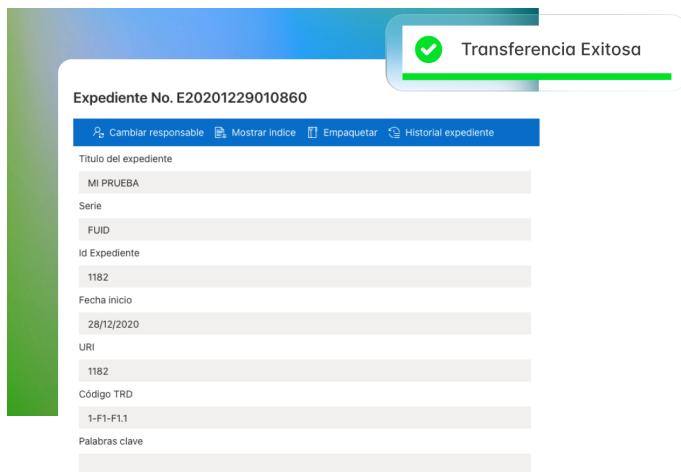 Transferencia Exitosa
Expediente No. E20201229010860
Cambiar responsable Mostrar indice Empaquetar Historial expediente
Titulo del expediente
MI PRUEBA
Serie
FUID
Id Expediente
1182
Fecha inicio
28/12/2020
URI
1182
Código TRD
1-F1-F1.1
Palabras clave